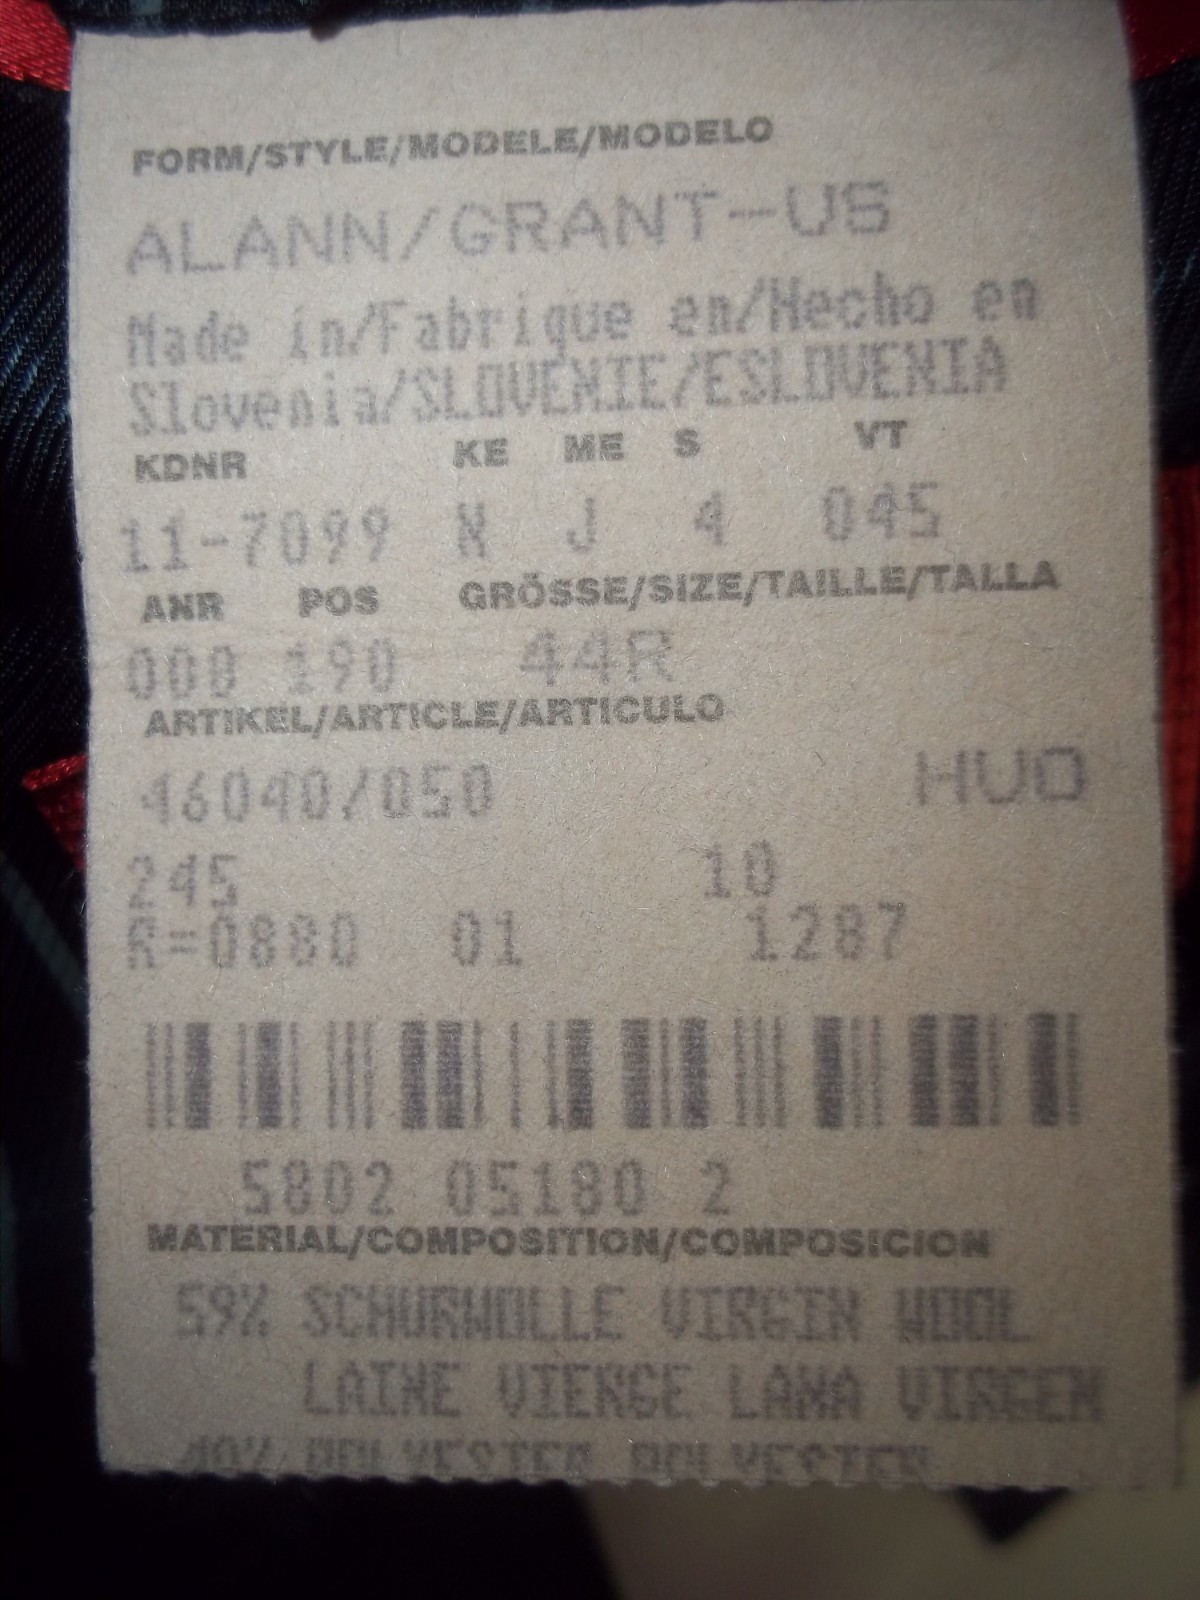 FORM/STYLE/MODELE/MODELO
ALANN/GRANT-US
Made in/Fabrique en/Hecho en
Slovenia/SLOVENIE/ESLOVENIA
KDNR KE ME S VT
11-7099 N J 4 045
ANR POS GRÖSSE/SIZE/TAILLE/TALLA
000 190 44R
ARTIKEL/ARTICLE/ARTICULO
46040/050 HUO
245 10
R=0880 01 1287
5802 05180 2
MATERIAL/COMPOSITION/COMPOSICION
59% SCHURWOLLE VIRGIN WOOL
LAINE VIERGE LANA VIRGEN
40% POLYESTER POLYESTER